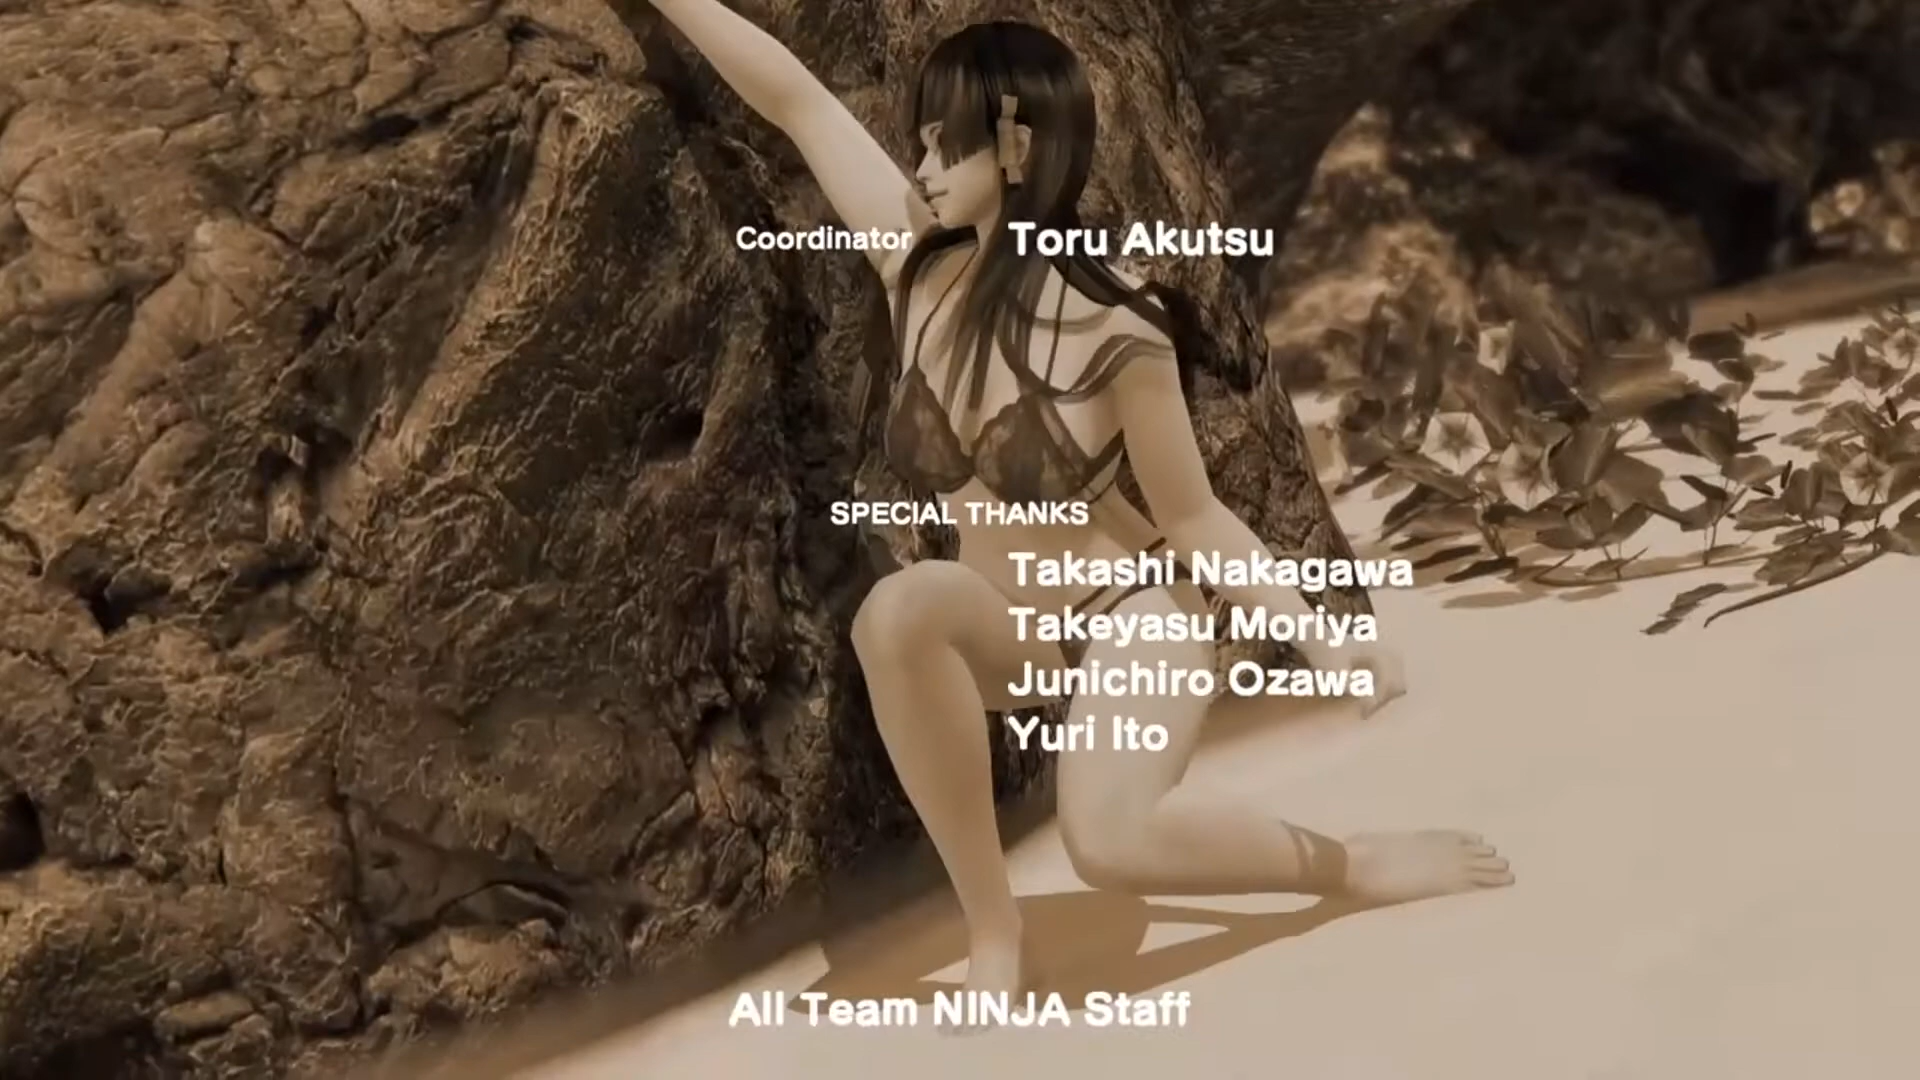 Coordinator Toru Akutsu
SPECIAL THANKS
Takashi Nakagawa
Takeyasu Moriya
Junichiro Ozawa
Yuri Ito
All Team NINJA Staff